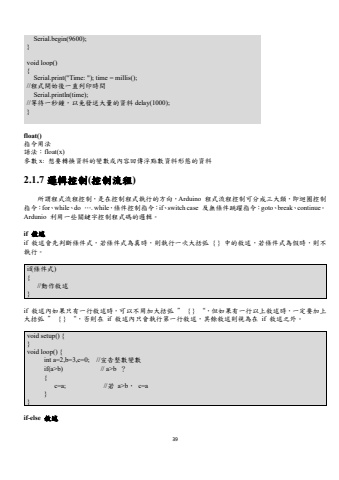 Serial.begin(9600);
}
void loop()
{
Serial.print("Time: "); time = millis();
//程式開始後一直列印時間
Serial.println(time);
//等待一秒鐘，以免發送大量的資料 delay(1000);
}
float()
指令用法
語法：float(x)
參數 x: 想要轉換資料的變數或內容回傳浮點數資料形態的資料
2.1.7 邏輯控制(控制流程)
所謂程式流程控制，是在控制程式執行的方向，Arduino 程式流程控制可分成三大類，即迴圈控制
指令：for、while、do …. while、條件控制指令：if、switch case 及無條件跳躍指令：goto、break、continue。
Arduino 利用一些關鍵字控制程式碼的邏輯。
if 敘述
if 敘述會先判斷條件式，若條件式為真時，則執行一次大括弧 { } 中的敘述，若條件式為假時，則不
執行。
if(條件式)
{
//動作敘述
}
if 敘述內如果只有一行敘述時，可以不用加大括弧 “ { } ”，但如果有一行以上敘述時，一定要加上
大括弧 “ { } ”，否則在 if 敘述內只會執行第一行敘述，其餘敘述則視為在 if 敘述之外。
void setup() {
}
void loop() {
int a=2,b=3,c=0; //宣告整數變數
if(a>b) // a>b ？
{
c=a; //若 a>b， c=a
}
}
if-else 敘述
39